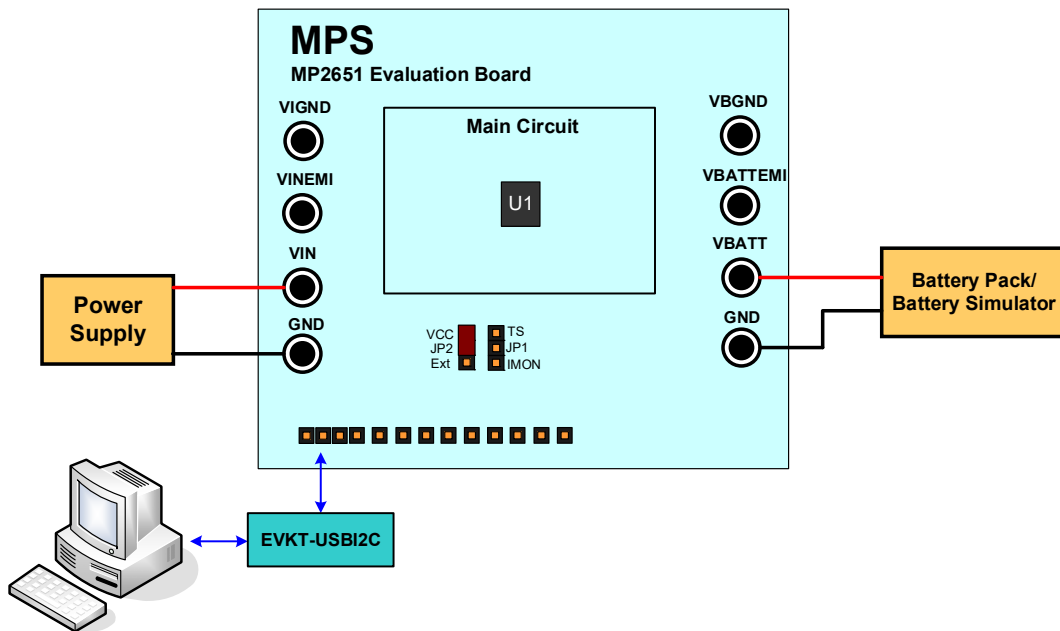 MPS
MP2651 Evaluation Board
VIGND
VINEMI
VIN
GND
Main Circuit
U1
VBGND
VBATTEMI
VBATT
GND
Power
Supply
Battery Pack/
Battery Simulator
VCC
JP2
Ext
TS
JP1
IMON
EVKT-USBI2C